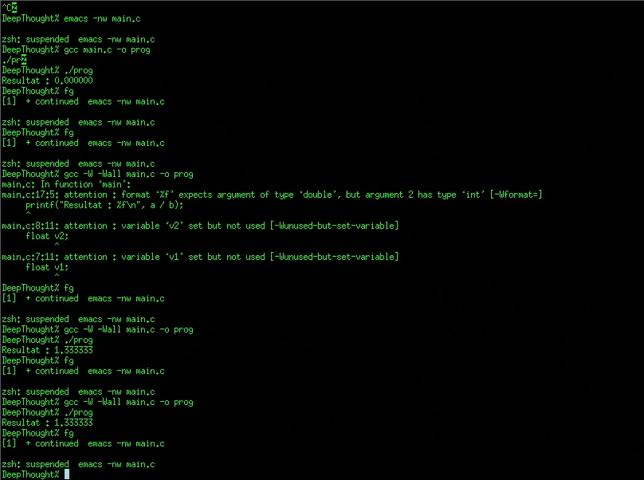 ^C
DeepThought% emacs -nw main.c
zsh: suspended  emacs -nw main.c
DeepThought% gcc main.c -o prog
./pr
DeepThought% ./prog
Resultat : 0.000000
DeepThought% fg
[1]  + continued  emacs -nw main.c
zsh: suspended  emacs -nw main.c
DeepThought% fg
[1]  + continued  emacs -nw main.c
zsh: suspended  emacs -nw main.c
DeepThought% gcc -W -Wall main.c -o prog
main.c: In function ‘main’:
main.c:17:5: attention : format ‘%f’ expects argument of type ‘double’, but argument 2 has type ‘int’ [-Wformat=]
printf("Resultat : %f\n", a / b);
^
main.c:8:11: attention : variable ‘v2’ set but not used [-Wunused-but-set-variable]
float v2;
^
main.c:7:11: attention : variable ‘v1’ set but not used [-Wunused-but-set-variable]
float v1;
^
DeepThought% fg
[1]  + continued  emacs -nw main.c
zsh: suspended  emacs -nw main.c
DeepThought% gcc -W -Wall main.c -o prog
DeepThought% ./prog
Resultat : 1.333333
DeepThought% fg
[1]  + continued  emacs -nw main.c
zsh: suspended  emacs -nw main.c
DeepThought% gcc -W -Wall main.c -o prog
DeepThought% ./prog
Resultat : 1.333333
DeepThought% fg
[1]  + continued  emacs -nw main.c
zsh: suspended  emacs -nw main.c
DeepThought%